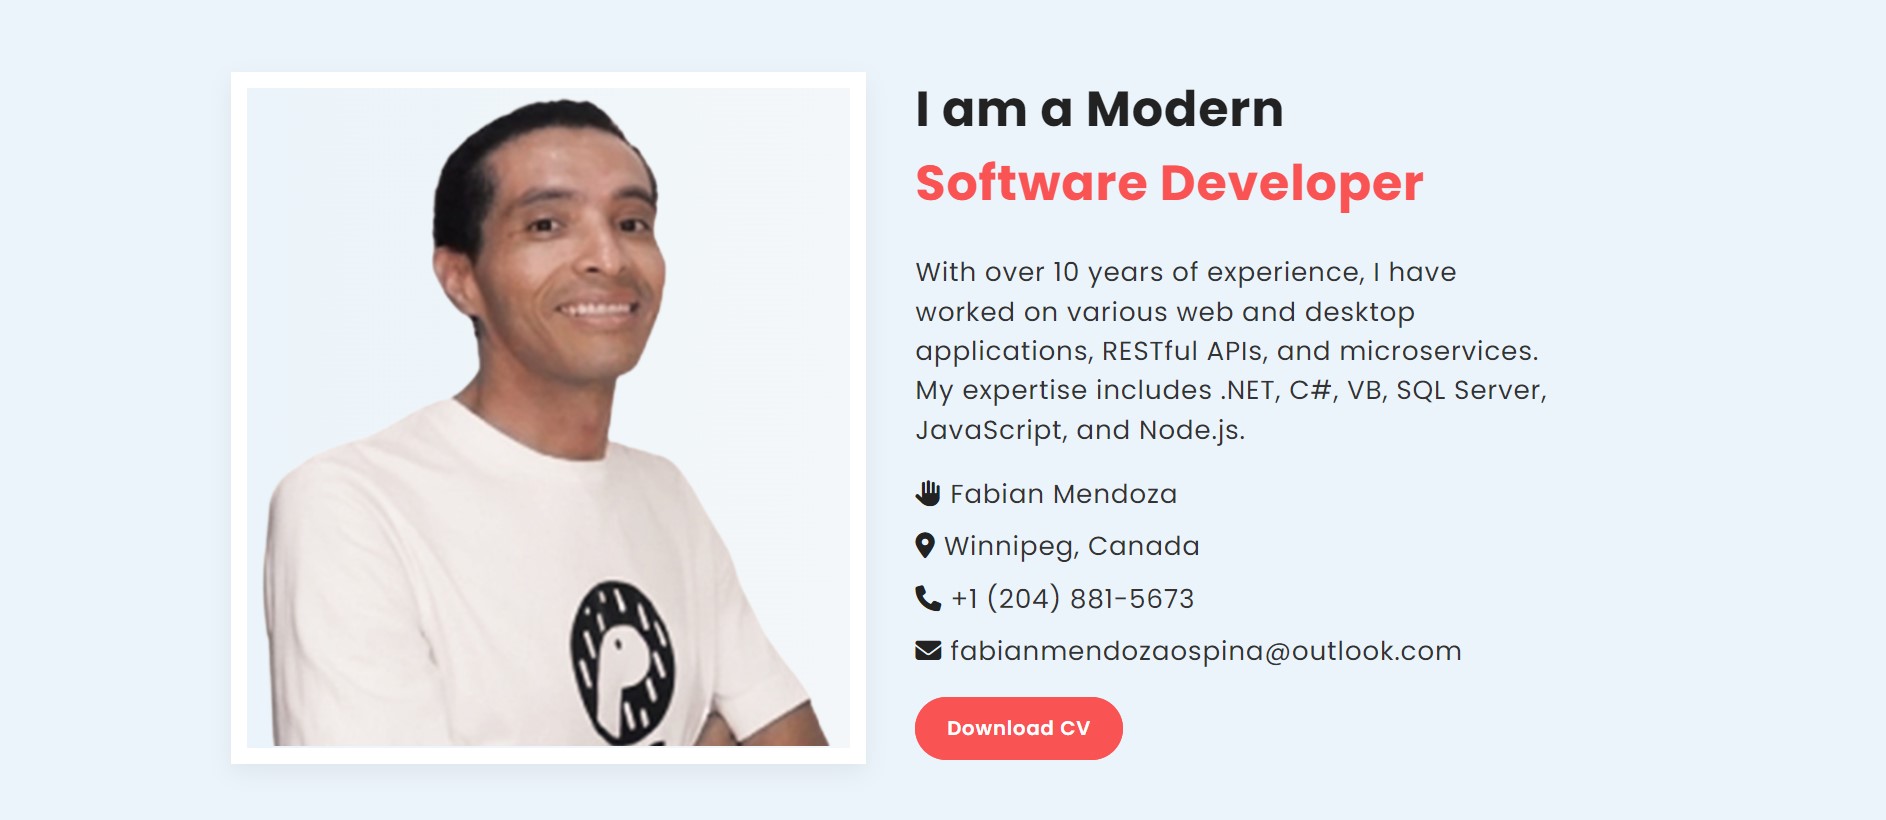 I am a Modern
Software Developer
With over 10 years of experience, I have
worked on various web and desktop
applications, RESTful APIs, and microservices.
My expertise includes .NET, C#, VB, SQL Server,
JavaScript, and Node.js.
Fabian Mendoza
Winnipeg, Canada
+1 (204) 881-5673
fabianmendozaospina@outlook.com
Download CV